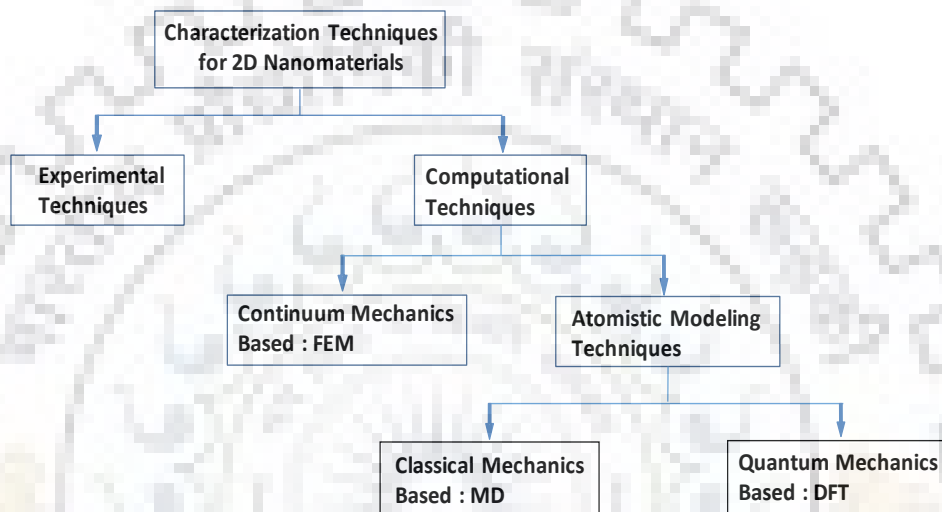 Characterization Techniques
for 2D Nanomaterials
Experimental
Techniques
Computational
Techniques
Continuum Mechanics
Based : FEM
Atomistic Modeling
Techniques
Classical Mechanics
Based : MD
Quantum Mechanics
Based : DFT